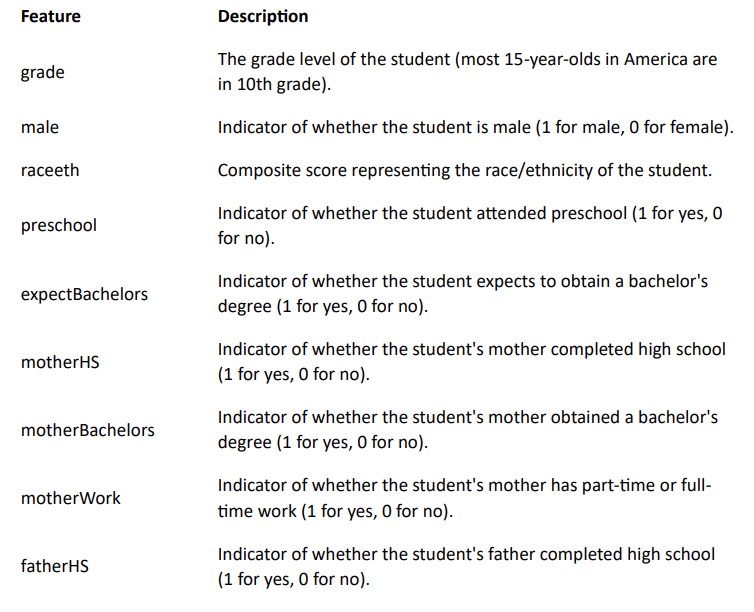 Feature Description
grade The grade level of the student (most 15-year-olds in America are
in 10th grade).
male Indicator of whether the student is male (1 for male, 0 for female).
raceeth Composite score representing the race/ethnicity of the student.
preschool Indicator of whether the student attended preschool (1 for yes, 0
for no).
expectBachelors Indicator of whether the student expects to obtain a bachelor's
degree (1 for yes, 0 for no).
motherHS Indicator of whether the student's mother completed high school
(1 for yes, 0 for no).
motherBachelors Indicator of whether the student's mother obtained a bachelor's
degree (1 for yes, 0 for no).
motherWork Indicator of whether the student's mother has part-time or full-
time work (1 for yes, 0 for no).
fatherHS Indicator of whether the student's father completed high school
(1 for yes, 0 for no).